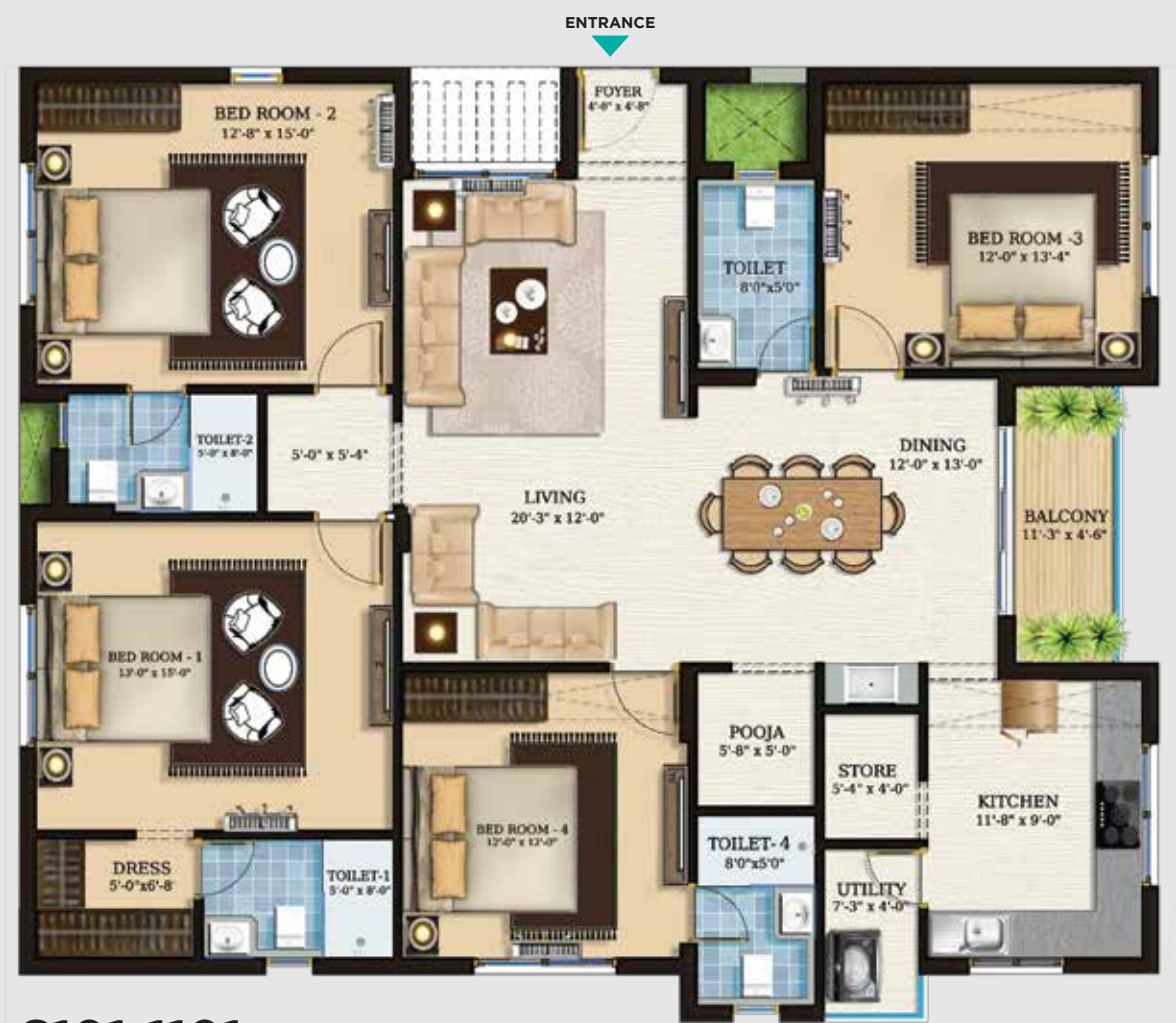 ENTRANCE
FOYER
BED ROOM - 2
12'-8" x 15'-0"
BED ROOM -3
12'-0" x 13'-4"
TOILET
8'0"x5'0"
TOILET-2
5'-0" x 8'-0"
5'-0" x 5'-4"
DINING
12'-0" x 13'-0"
LIVING
20'-3" x 12'-0"
BALCONY
11'-3" x 4'-6"
BED ROOM - 1
13'-0" x 15'-0"
POOJA
5'-8" x 5'-0"
STORE
5'-4" x 4'-0"
KITCHEN
11'-8" x 9'-0"
BED ROOM - 4
12'-0" x 12'-0"
TOILET- 4
8'0"x5'0"
DRESS
5'-0"x6'-8
TOILET-1
5'-0" x 8'-0"
UTILITY
7'-3" x 4'-0"